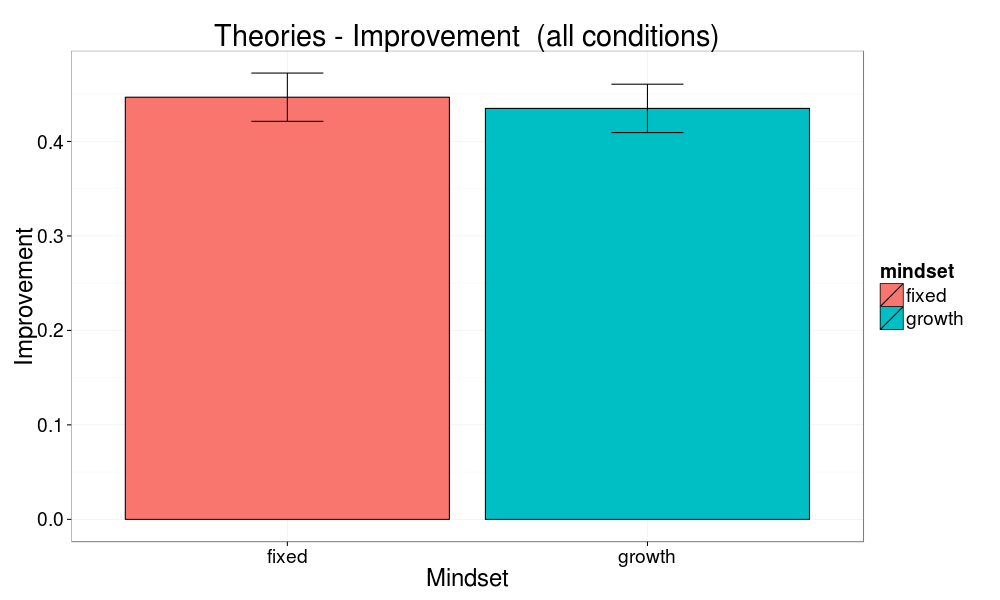 Theories - Improvement  (all conditions)
Improvement
0.4
0.3
0.2
0.1
0.0
fixed
growth
Mindset
mindset
fixed
growth